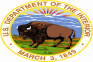 U.S. DEPARTMENT OF THE INTERIOR
MARCH 3, 1849